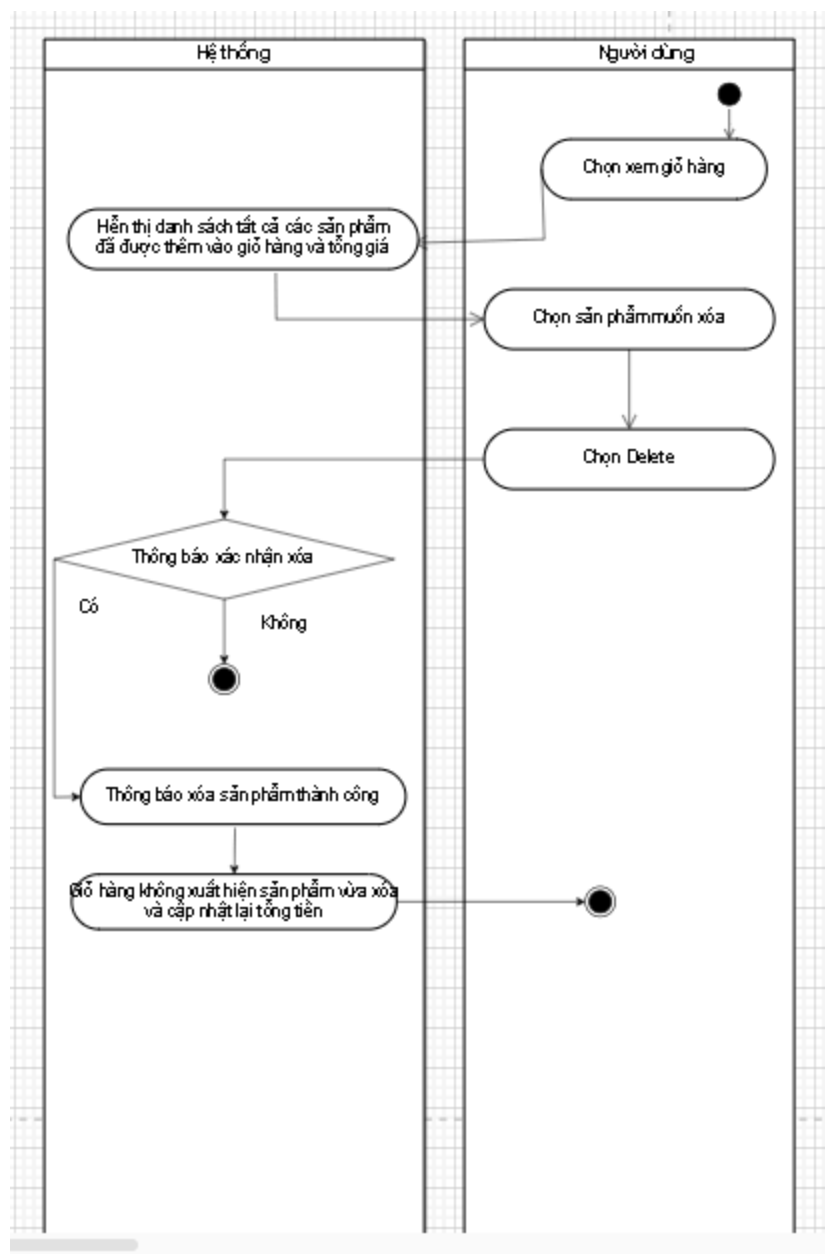 Hệ thống
Người dùng
Chọn xem giỏ hàng
Hển thị danh sách tất cả các sản phẩm
đã được thêm vào giỏ hàng và tổng giá
Chọn sản phẩm muốn xóa
Chọn Delete
Thông báo xác nhận xóa
Có
Không
Thông báo xóa sản phẩm thành công
Giỏ hàng không xuất hiện sản phẩm vừa xóa
và cập nhật lại tổng tiền